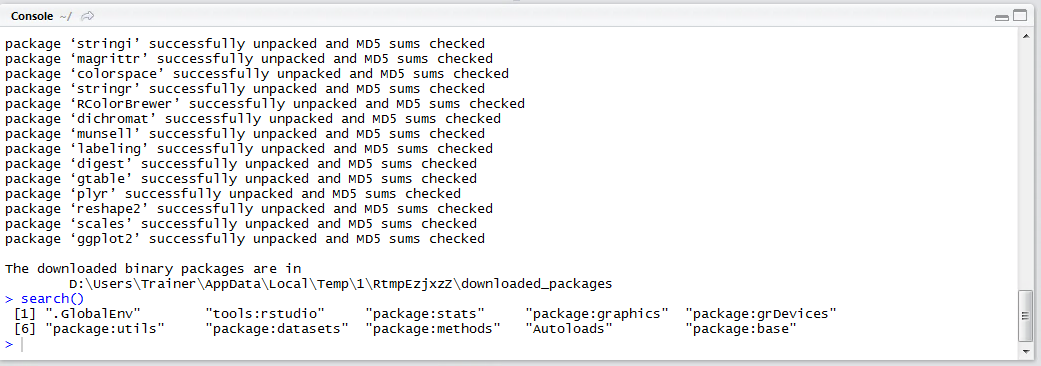 Console ~/
package ‘stringi’ successfully unpacked and MD5 sums checked
package ‘magrittr’ successfully unpacked and MD5 sums checked
package ‘colorspace’ successfully unpacked and MD5 sums checked
package ‘stringr’ successfully unpacked and MD5 sums checked
package ‘RColorBrewer’ successfully unpacked and MD5 sums checked
package ‘dichromat’ successfully unpacked and MD5 sums checked
package ‘munsell’ successfully unpacked and MD5 sums checked
package ‘labeling’ successfully unpacked and MD5 sums checked
package ‘digest’ successfully unpacked and MD5 sums checked
package ‘gtable’ successfully unpacked and MD5 sums checked
package ‘plyr’ successfully unpacked and MD5 sums checked
package ‘reshape2’ successfully unpacked and MD5 sums checked
package ‘scales’ successfully unpacked and MD5 sums checked
package ‘ggplot2’ successfully unpacked and MD5 sums checked
The downloaded binary packages are in
D:\Users\Trainer\AppData\Local\Temp\1\RtmpEzjxzZ\downloaded_packages
> search()
[1] ".GlobalEnv" "tools:rstudio" "package:stats" "package:graphics" "package:grDevices"
[6] "package:utils" "package:datasets" "package:methods" "Autoloads" "package:base"
>